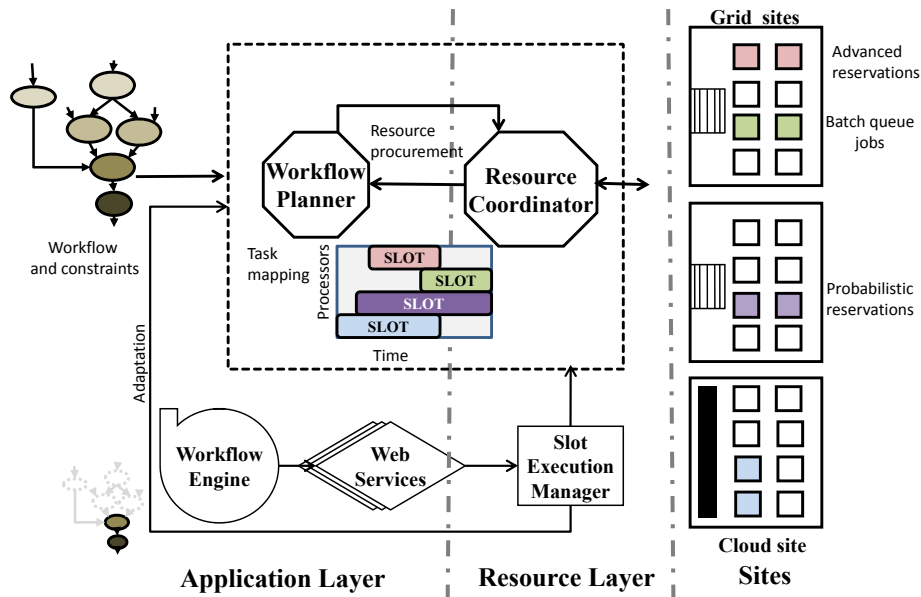 Grid sites
Advanced
reservations
Batch queue
jobs
Resource
procurement
Workflow
Planner
Resource
Coordinator
Workflow
and constraints
Task
mapping
Processors
SLOT
SLOT
SLOT
SLOT
Time
Probabilistic
reservations
Adaptation
Workflow
Engine
Web
Services
Slot
Execution
Manager
Cloud site
Application Layer
Resource Layer
Sites